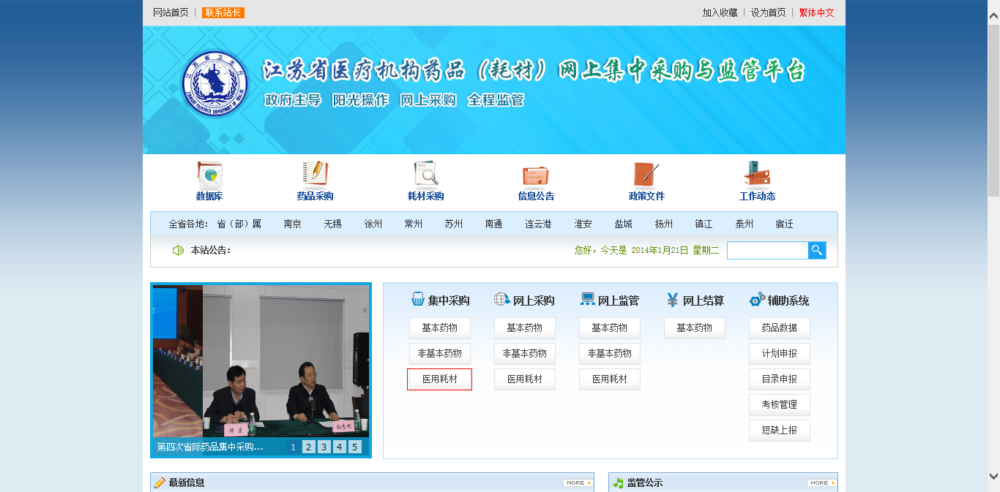 网站首页 | 联系站长
加入收藏 | 设为首页 | 繁体中文
江苏省卫生厅
JIANGSU PROVINCE DEPARTMENT OF HEALTH
江苏省医疗机构药品（耗材）网上集中采购与监管平台
政府主导 阳光操作 网上采购 全程监管
数据库 药品采购 耗材采购 信息公告 政策文件 工作动态
全省各地： 省（部）属 南京 无锡 徐州 常州 苏州 南通 连云港 淮安 盐城 扬州 镇江 泰州 宿迁
本站公告： 您好，今天是 2014年1月21日 星期二
集中采购 网上采购 网上监管 网上结算 辅助系统
基本药物 基本药物 基本药物 基本药物 药品数据
非基本药物 非基本药物 非基本药物 计划申报
医用耗材 医用耗材 医用耗材 目录申报
考核管理
短缺上报
第四次省际药品集中采购... 1 2 3 4 5
最新信息 MORE
监管公示 MORE